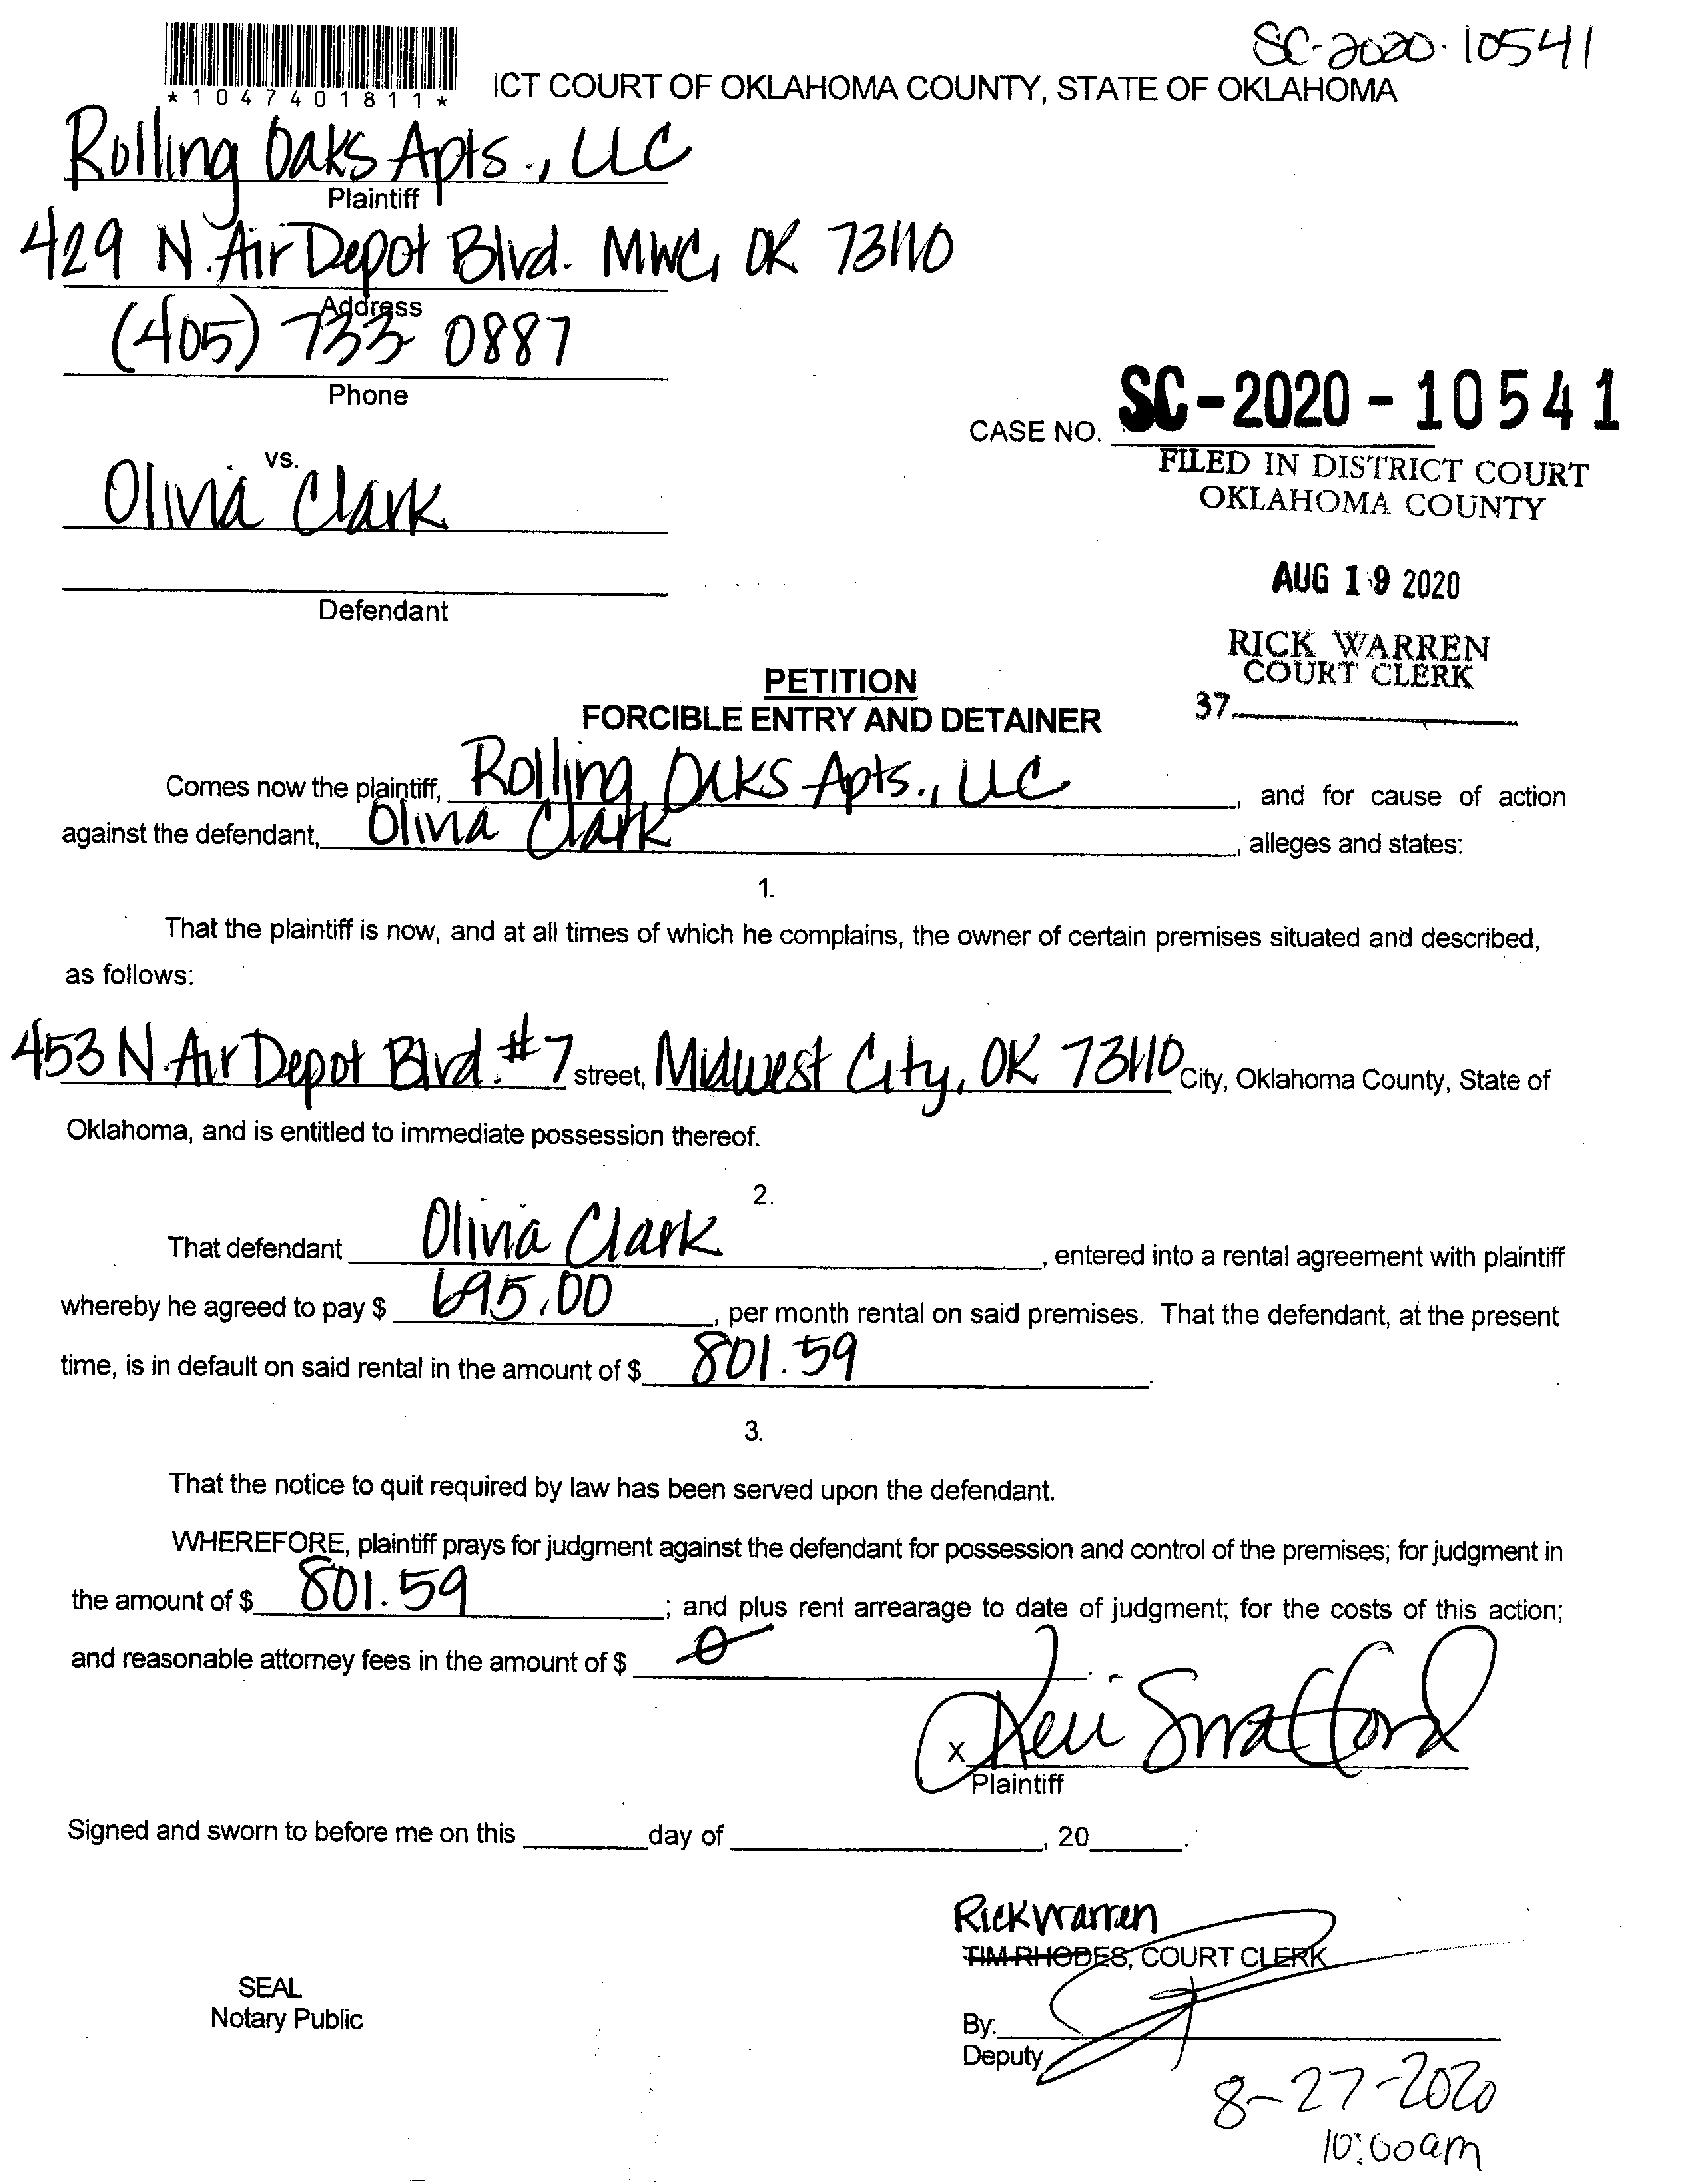 SC-2020-10541
*1047401811*
ICT COURT OF OKLAHOMA COUNTY, STATE OF OKLAHOMA
Rolling Oaks Apts., LLC
Plaintiff
429 N. Air Depot Blvd. MWC, OK 73110
Address
(405) 733 0887
Phone
CASE NO. SC-2020-10541
FILED IN DISTRICT COURT
OKLAHOMA COUNTY
vs.
Olivia Clark
AUG 19 2020
Defendant
RICK WARREN
COURT CLERK
37
PETITION
FORCIBLE ENTRY AND DETAINER
Comes now the plaintiff, Rolling Oaks Apts., LLC, and for cause of action
against the defendant, Olivia Clark, alleges and states:
1.
That the plaintiff is now, and at all times of which he complains, the owner of certain premises situated and described,
as follows:
453 N. Air Depot Blvd. #7 street, Midwest City, OK 73110 City, Oklahoma County, State of
Oklahoma, and is entitled to immediate possession thereof.
2.
That defendant Olivia Clark, entered into a rental agreement with plaintiff
whereby he agreed to pay $ 695.00, per month rental on said premises. That the defendant, at the present
time, is in default on said rental in the amount of $ 801.59.
3.
That the notice to quit required by law has been served upon the defendant.
WHEREFORE, plaintiff prays for judgment against the defendant for possession and control of the premises; for judgment in
the amount of $ 801.59; and plus rent arrearage to date of judgment; for the costs of this action;
and reasonable attorney fees in the amount of $ 0.
X
Plaintiff
Signed and sworn to before me on this ______ day of ______, 20____.
Rick Warren
TIM RHODES, COURT CLERK
SEAL
Notary Public
By:
Deputy
8-27-2020
10:00am